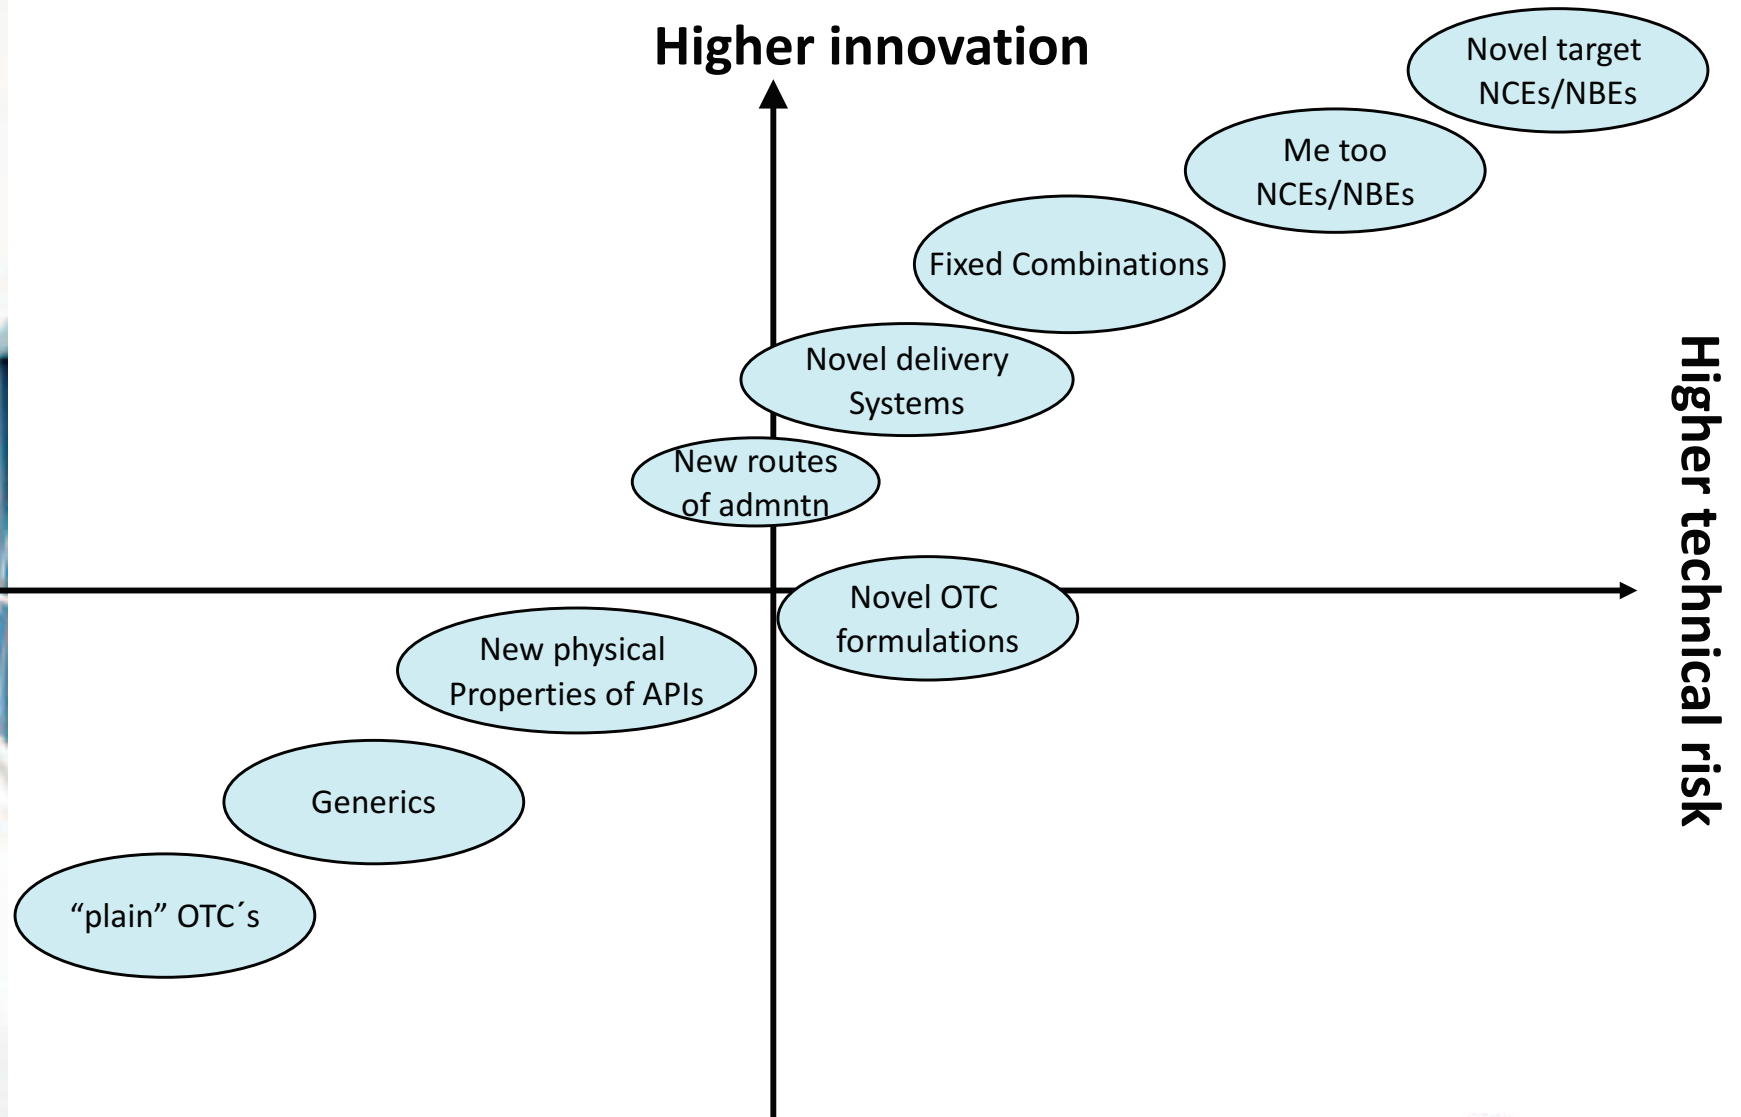 Higher innovation
Novel target
NCEs/NBEs
Me too
NCEs/NBEs
Fixed Combinations
Novel delivery
Systems
New routes
of admntn
Higher technical risk
Novel OTC
formulations
New physical
Properties of APIs
Generics
“plain” OTC´s